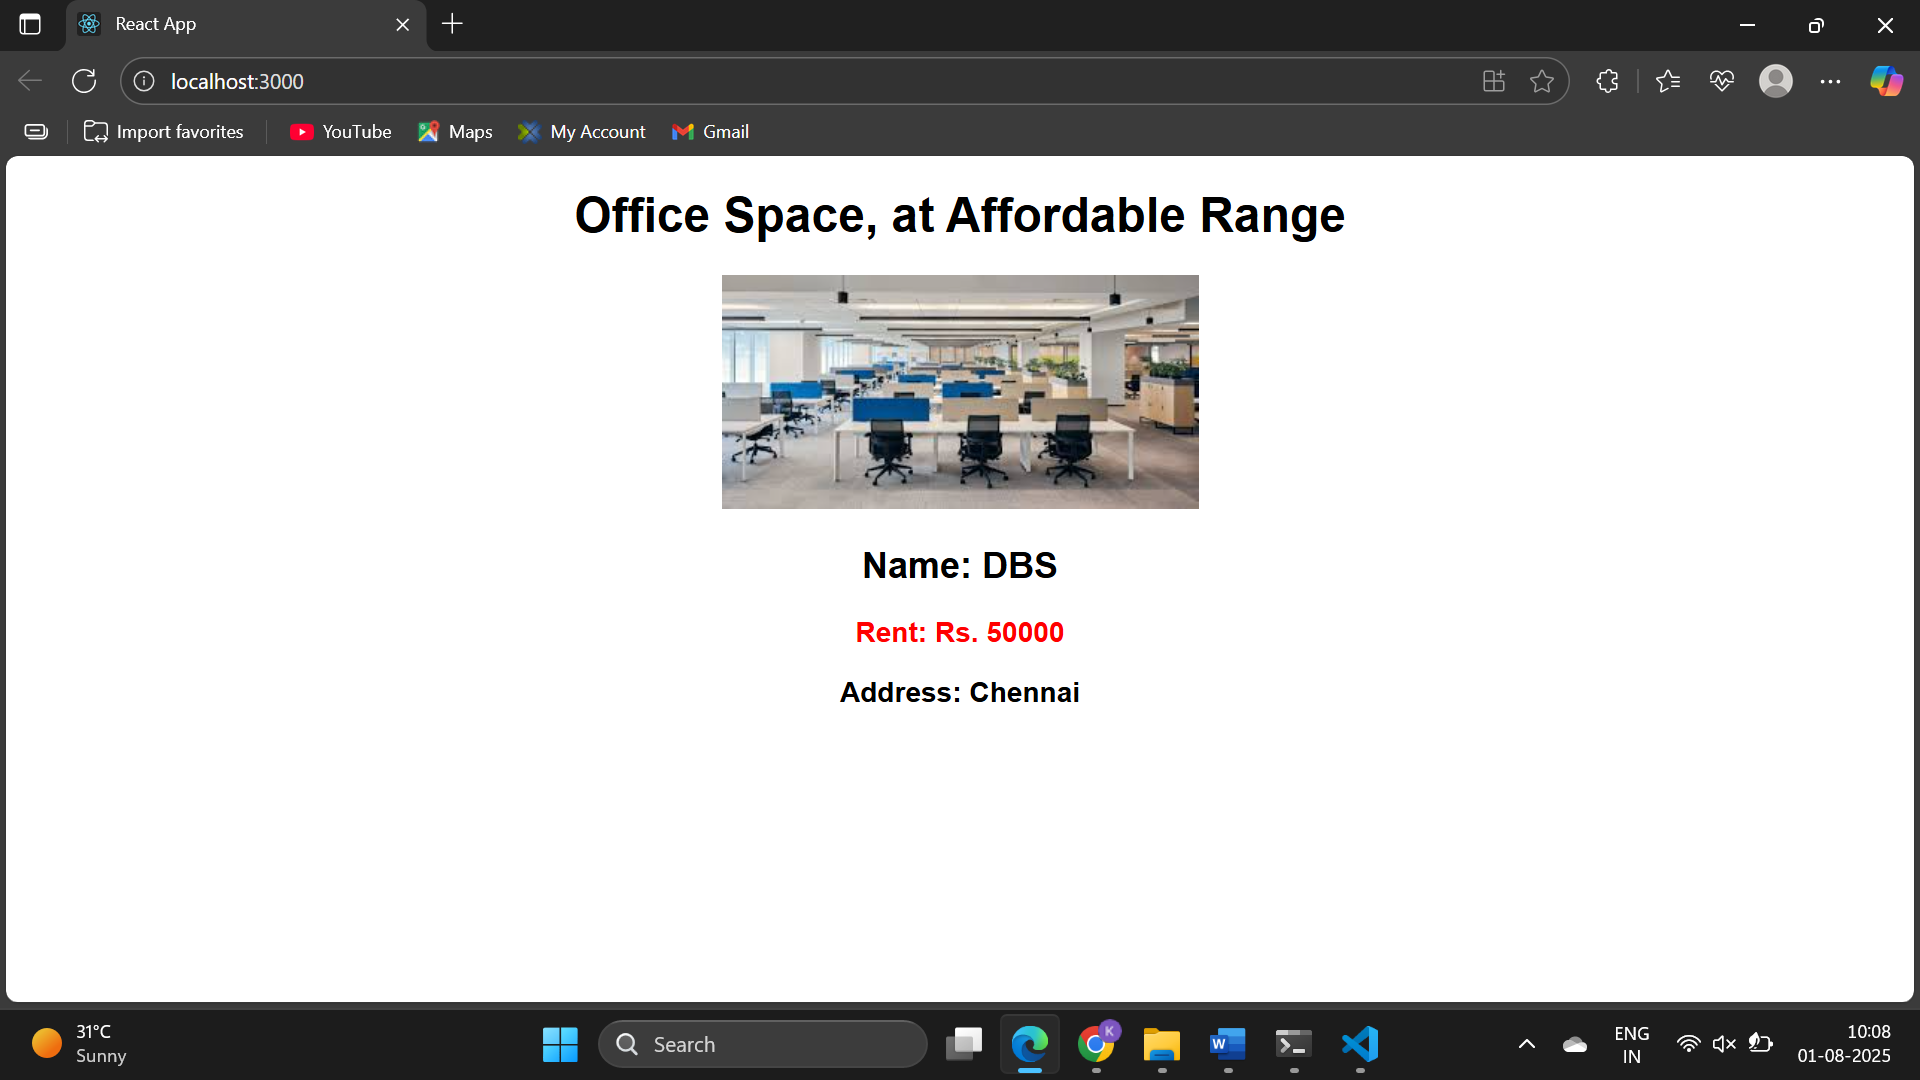 React App
localhost:3000
Import favorites
YouTube
Maps
My Account
Gmail
Office Space, at Affordable Range
Name: DBS
Rent: Rs. 50000
Address: Chennai
31°C
Sunny
Search
K
W
ENG
IN
10:08
01-08-2025